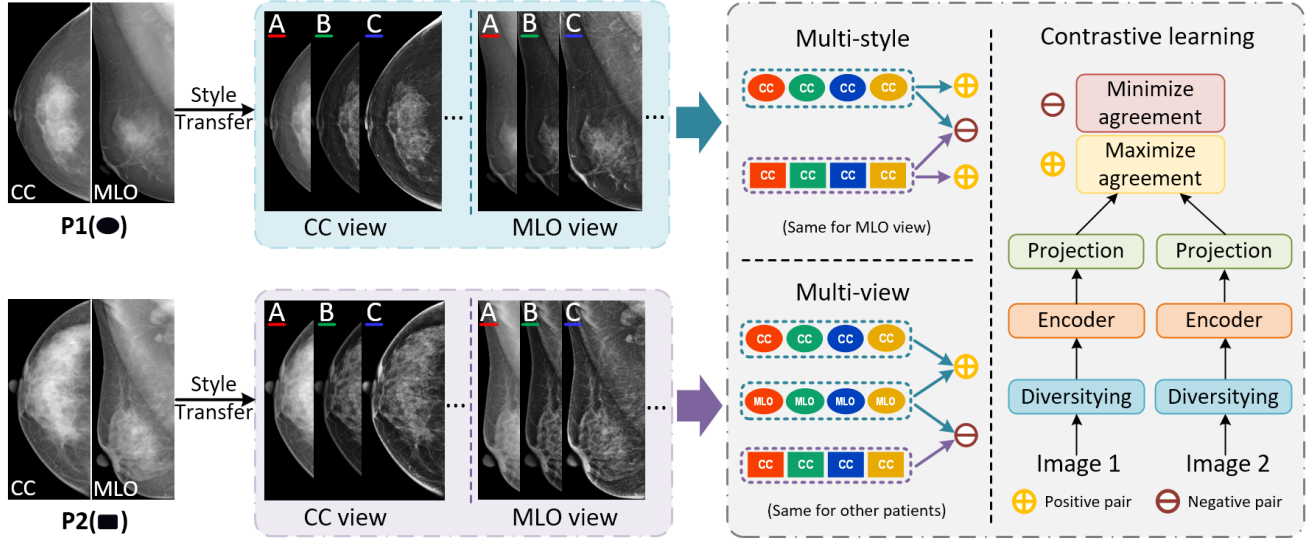 CC
MLO
P1(⬬)
Style
Transfer
A
B
C
...
CC view
A
B
C
...
MLO view
CC
MLO
P2(■)
Style
Transfer
A
B
C
...
CC view
A
B
C
...
MLO view
Multi-style
CC CC CC CC
CC CC CC CC
(Same for MLO view)
Multi-view
CC CC CC CC
MLO MLO MLO MLO
CC CC CC CC
(Same for other patients)
Contrastive learning
Minimize
agreement
Maximize
agreement
Projection Projection
Encoder Encoder
Diversitying Diversitying
Image 1 Image 2
Positive pair Negative pair